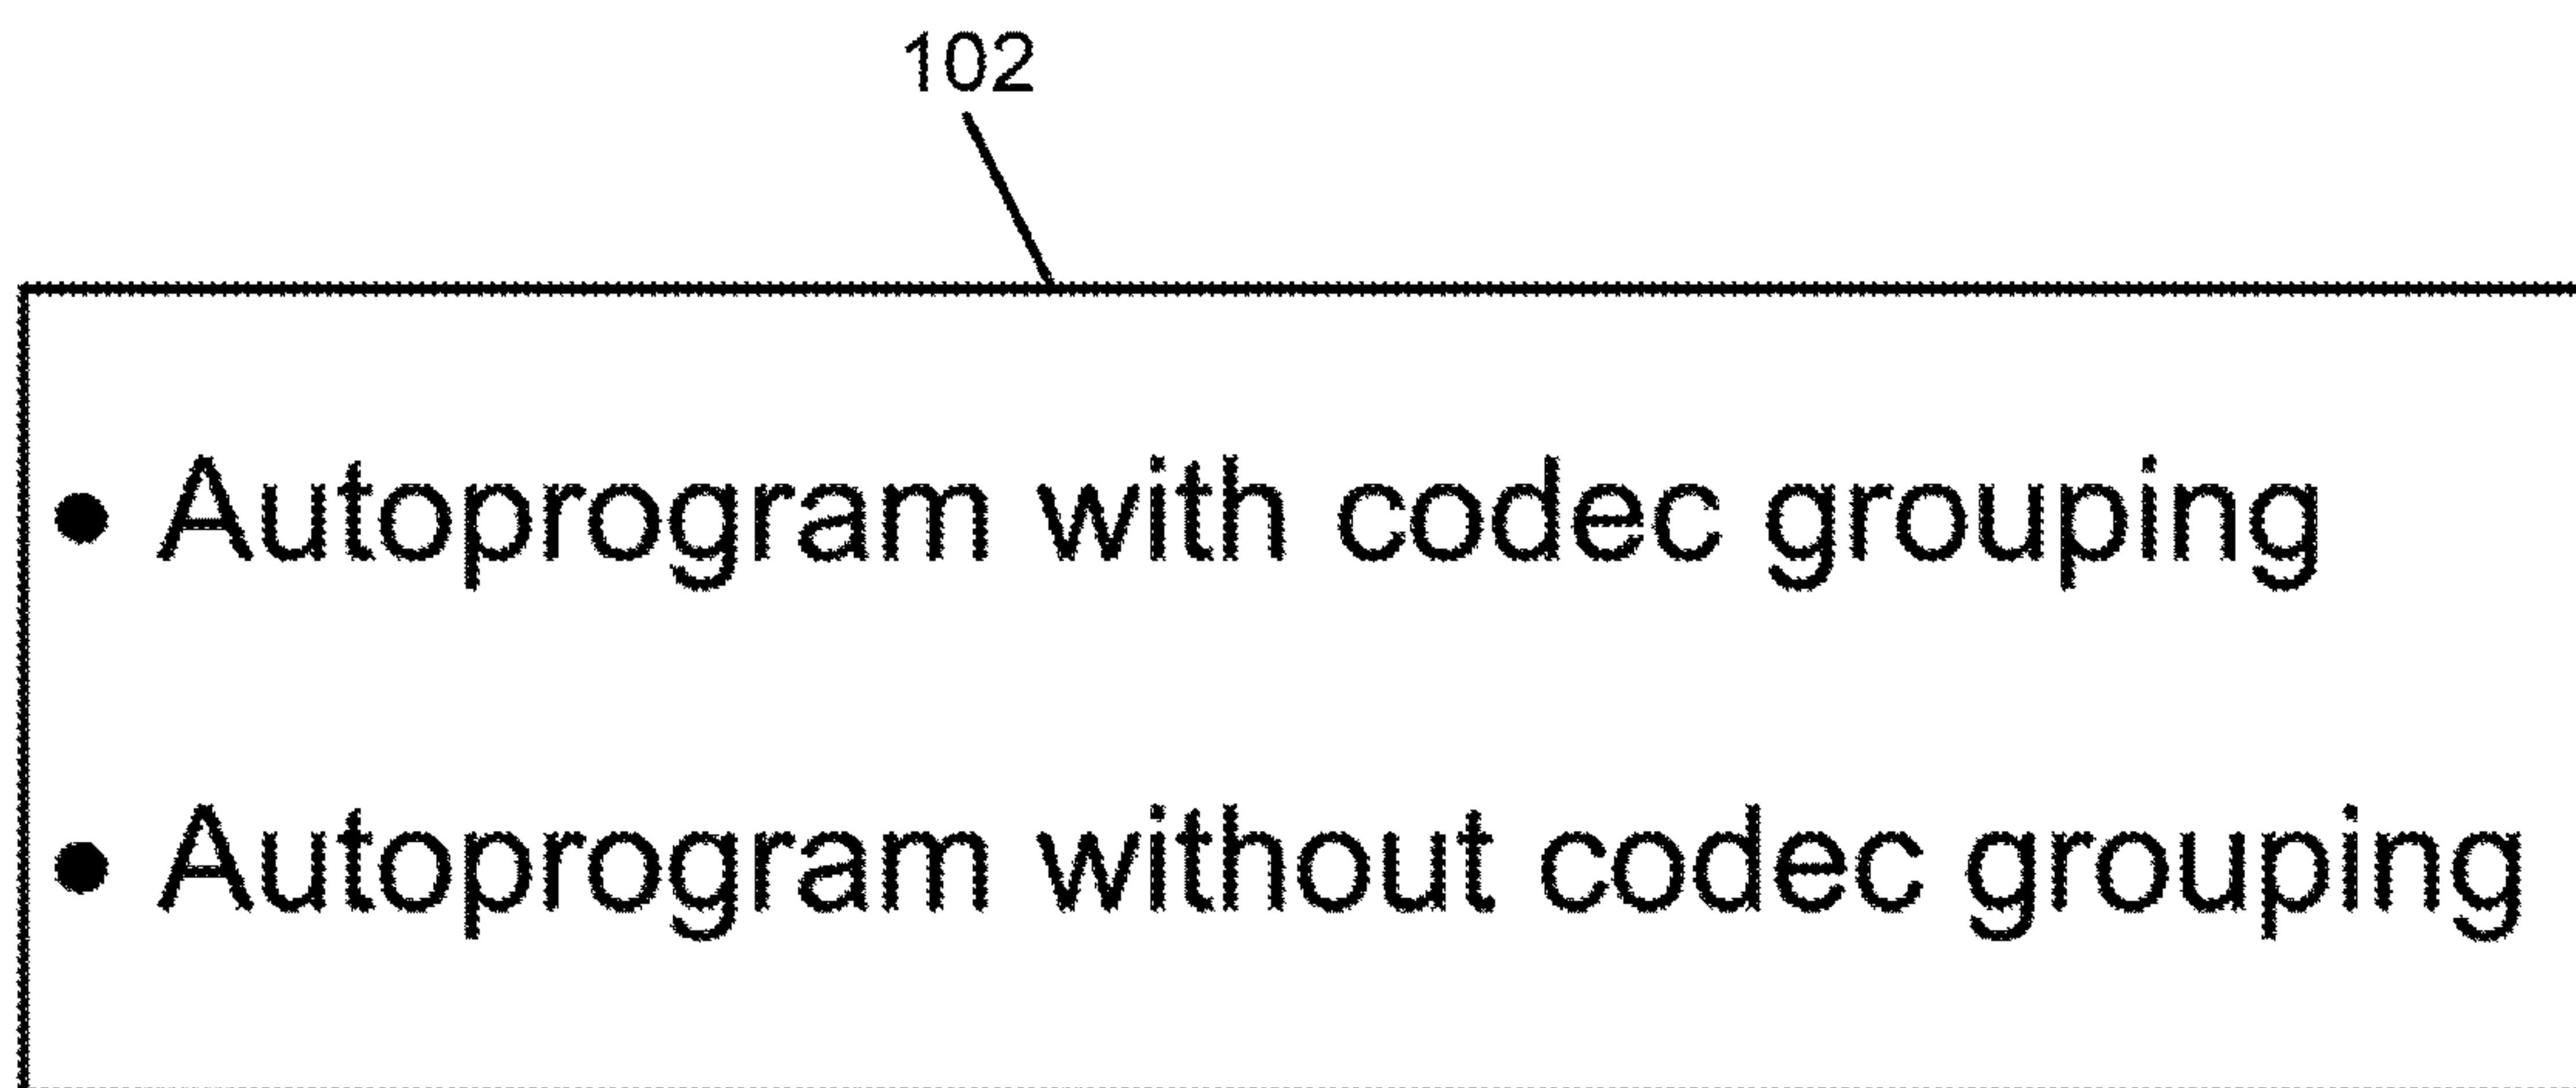 102
• Autoprogram with codec grouping
• Autoprogram without codec grouping